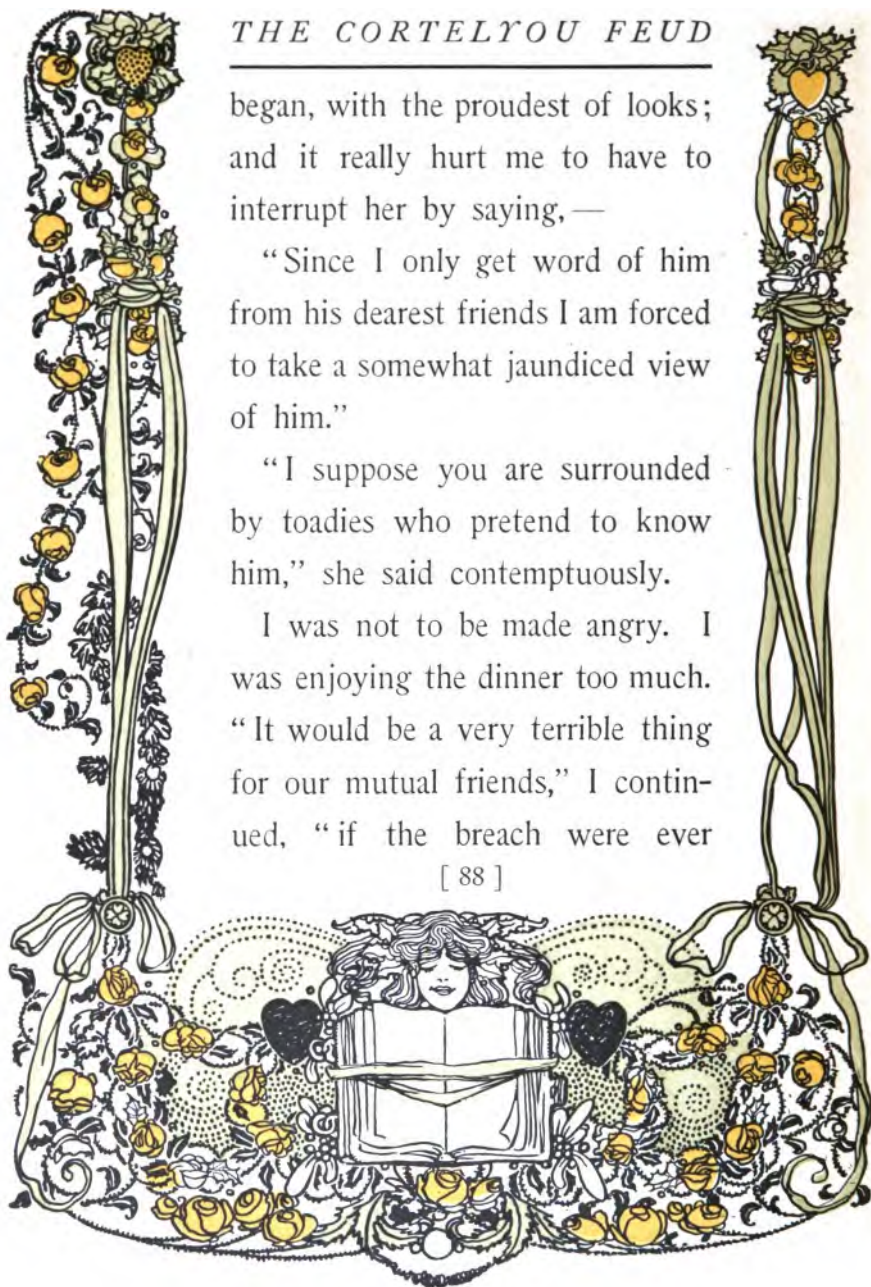 THE CORTELYOU FEUD
began, with the proudest of looks;
and it really hurt me to have to
interrupt her by saying, —
"Since I only get word of him
from his dearest friends I am forced
to take a somewhat jaundiced view
of him."
"I suppose you are surrounded
by toadies who pretend to know
him," she said contemptuously.
I was not to be made angry. I
was enjoying the dinner too much.
"It would be a very terrible thing
for our mutual friends," I contin-
ued, "if the breach were ever
[ 88 ]